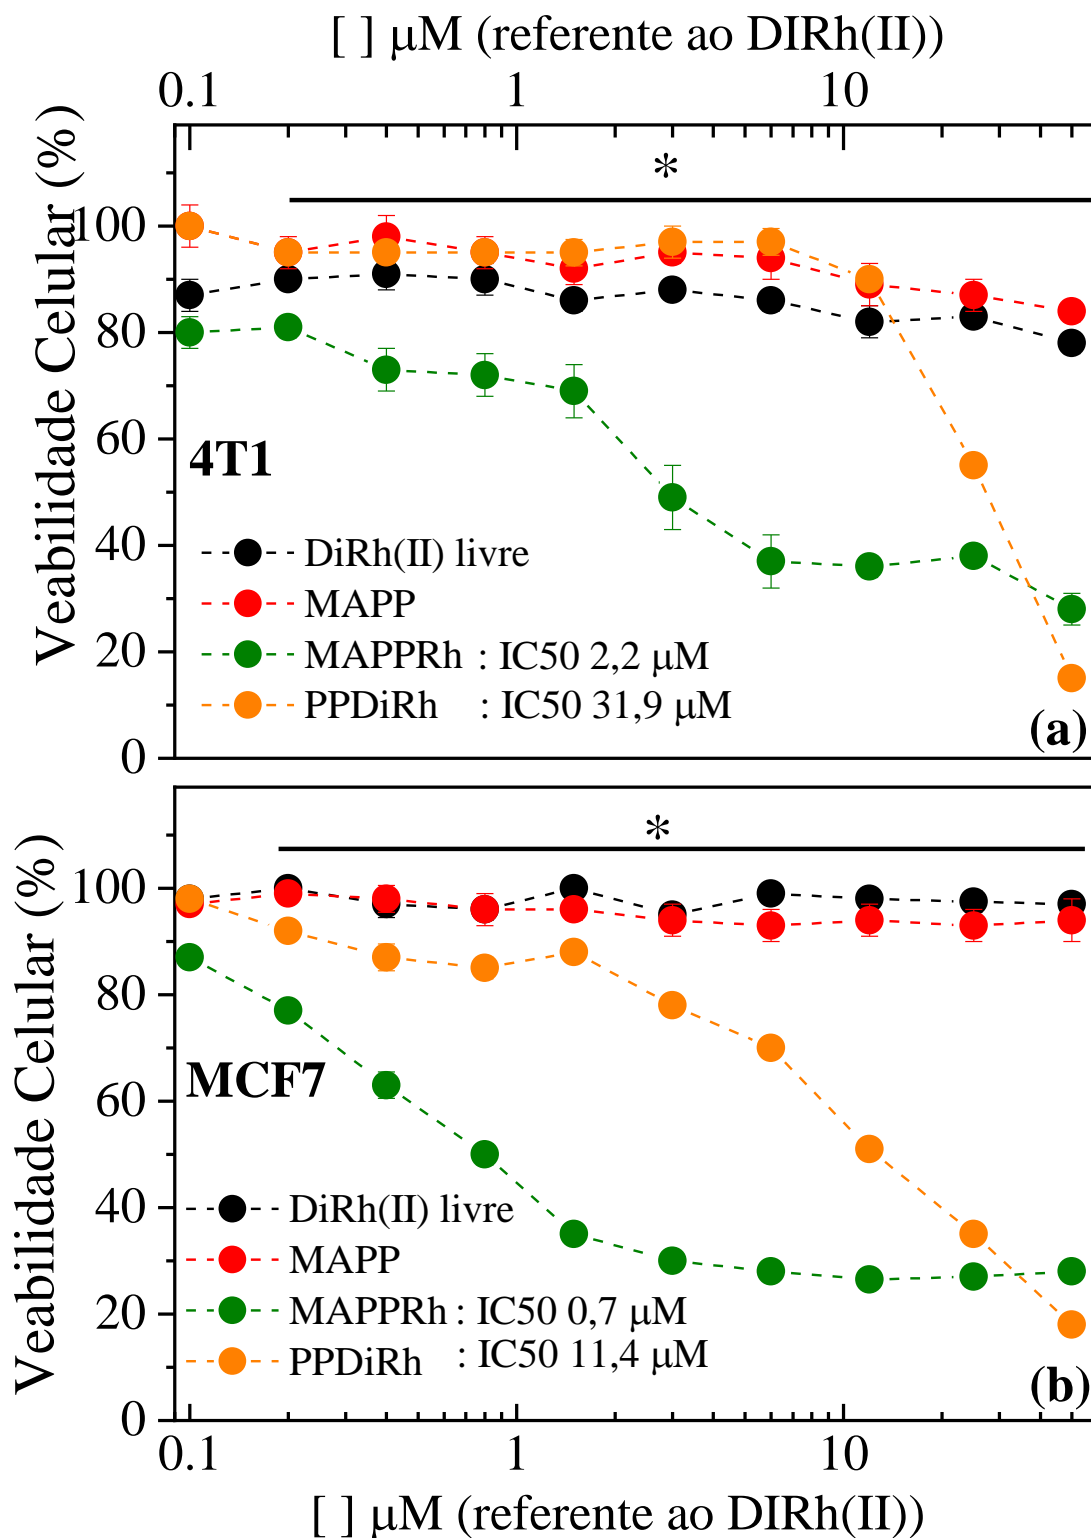 [ ] μM (referente ao DIRh(II))
0.1 1 10
*
Veabilidade Celular (%)
100
80
60
40
20
0
4T1
DiRh(II) livre
MAPP
MAPPRh : IC50 2,2 μM
PPDiRh : IC50 31,9 μM
(a)
*
Veabilidade Celular (%)
100
80
60
40
20
0
MCF7
DiRh(II) livre
MAPP
MAPPRh : IC50 0,7 μM
PPDiRh : IC50 11,4 μM
(b)
0.1 1 10
[ ] μM (referente ao DIRh(II))